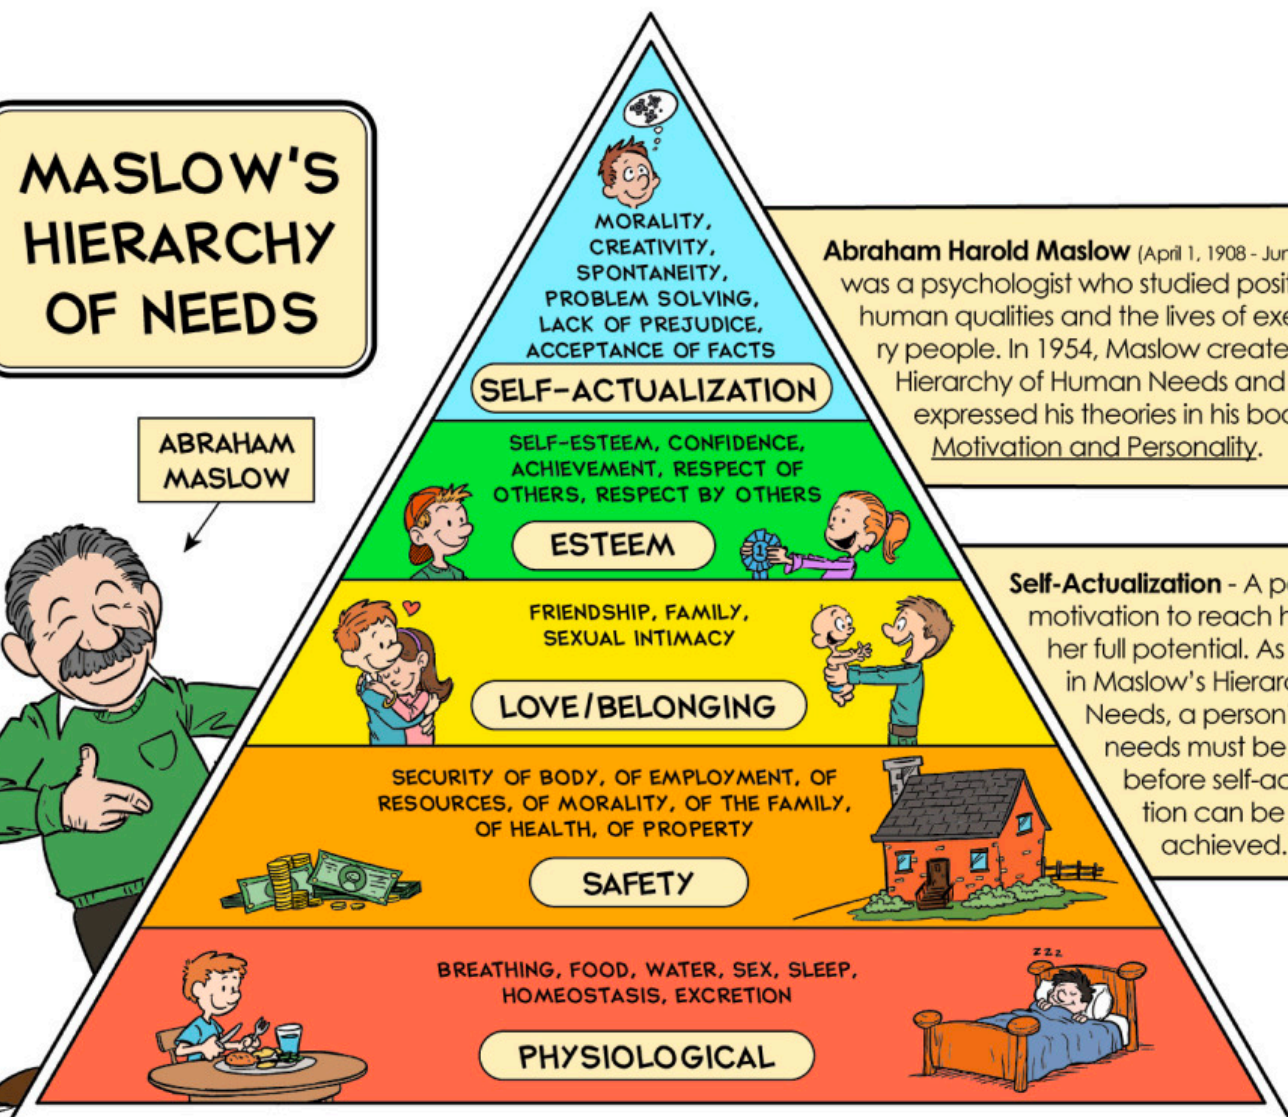 MASLOW'S
HIERARCHY
OF NEEDS
ABRAHAM
MASLOW
MORALITY,
CREATIVITY,
SPONTANEITY,
PROBLEM SOLVING,
LACK OF PREJUDICE,
ACCEPTANCE OF FACTS
SELF-ACTUALIZATION
SELF-ESTEEM, CONFIDENCE,
ACHIEVEMENT, RESPECT OF
OTHERS, RESPECT BY OTHERS
ESTEEM
1
FRIENDSHIP, FAMILY,
SEXUAL INTIMACY
LOVE/BELONGING
SECURITY OF BODY, OF EMPLOYMENT, OF
RESOURCES, OF MORALITY, OF THE FAMILY,
OF HEALTH, OF PROPERTY
SAFETY
BREATHING, FOOD, WATER, SEX, SLEEP,
HOMEOSTASIS, EXCRETION
PHYSIOLOGICAL
zzz
Abraham Harold Maslow (April 1, 1908 -
was a psychologist who studied
human qualities and the lives of
ry people. In 1954, Maslow
Hierarchy of Human Needs and
expressed his theories in his
Motivation and Personality.
Self-Actualization - A
motivation to reach
her full potential. As
in Maslow's
Needs, a person
needs must be
before
tion can be
achieved.